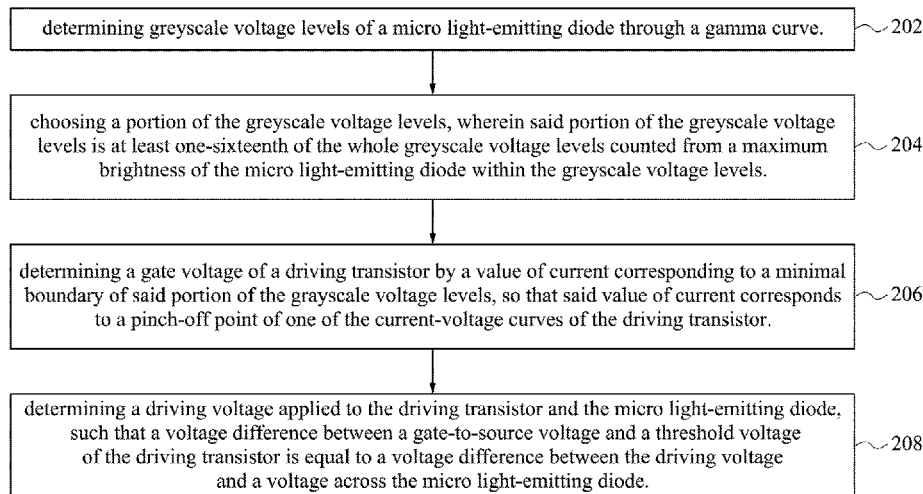 determining greyscale voltage levels of a micro light-emitting diode through a gamma curve.
202
choosing a portion of the greyscale voltage levels, wherein said portion of the greyscale voltage
levels is at least one-sixteenth of the whole greyscale voltage levels counted from a maximum
brightness of the micro light-emitting diode within the greyscale voltage levels.
204
determining a gate voltage of a driving transistor by a value of current corresponding to a minimal
boundary of said portion of the grayscale voltage levels, so that said value of current corresponds
to a pinch-off point of one of the current-voltage curves of the driving transistor.
206
determining a driving voltage applied to the driving transistor and the micro light-emitting diode,
such that a voltage difference between a gate-to-source voltage and a threshold voltage
of the driving transistor is equal to a voltage difference between the driving voltage
and a voltage across the micro light-emitting diode.
208